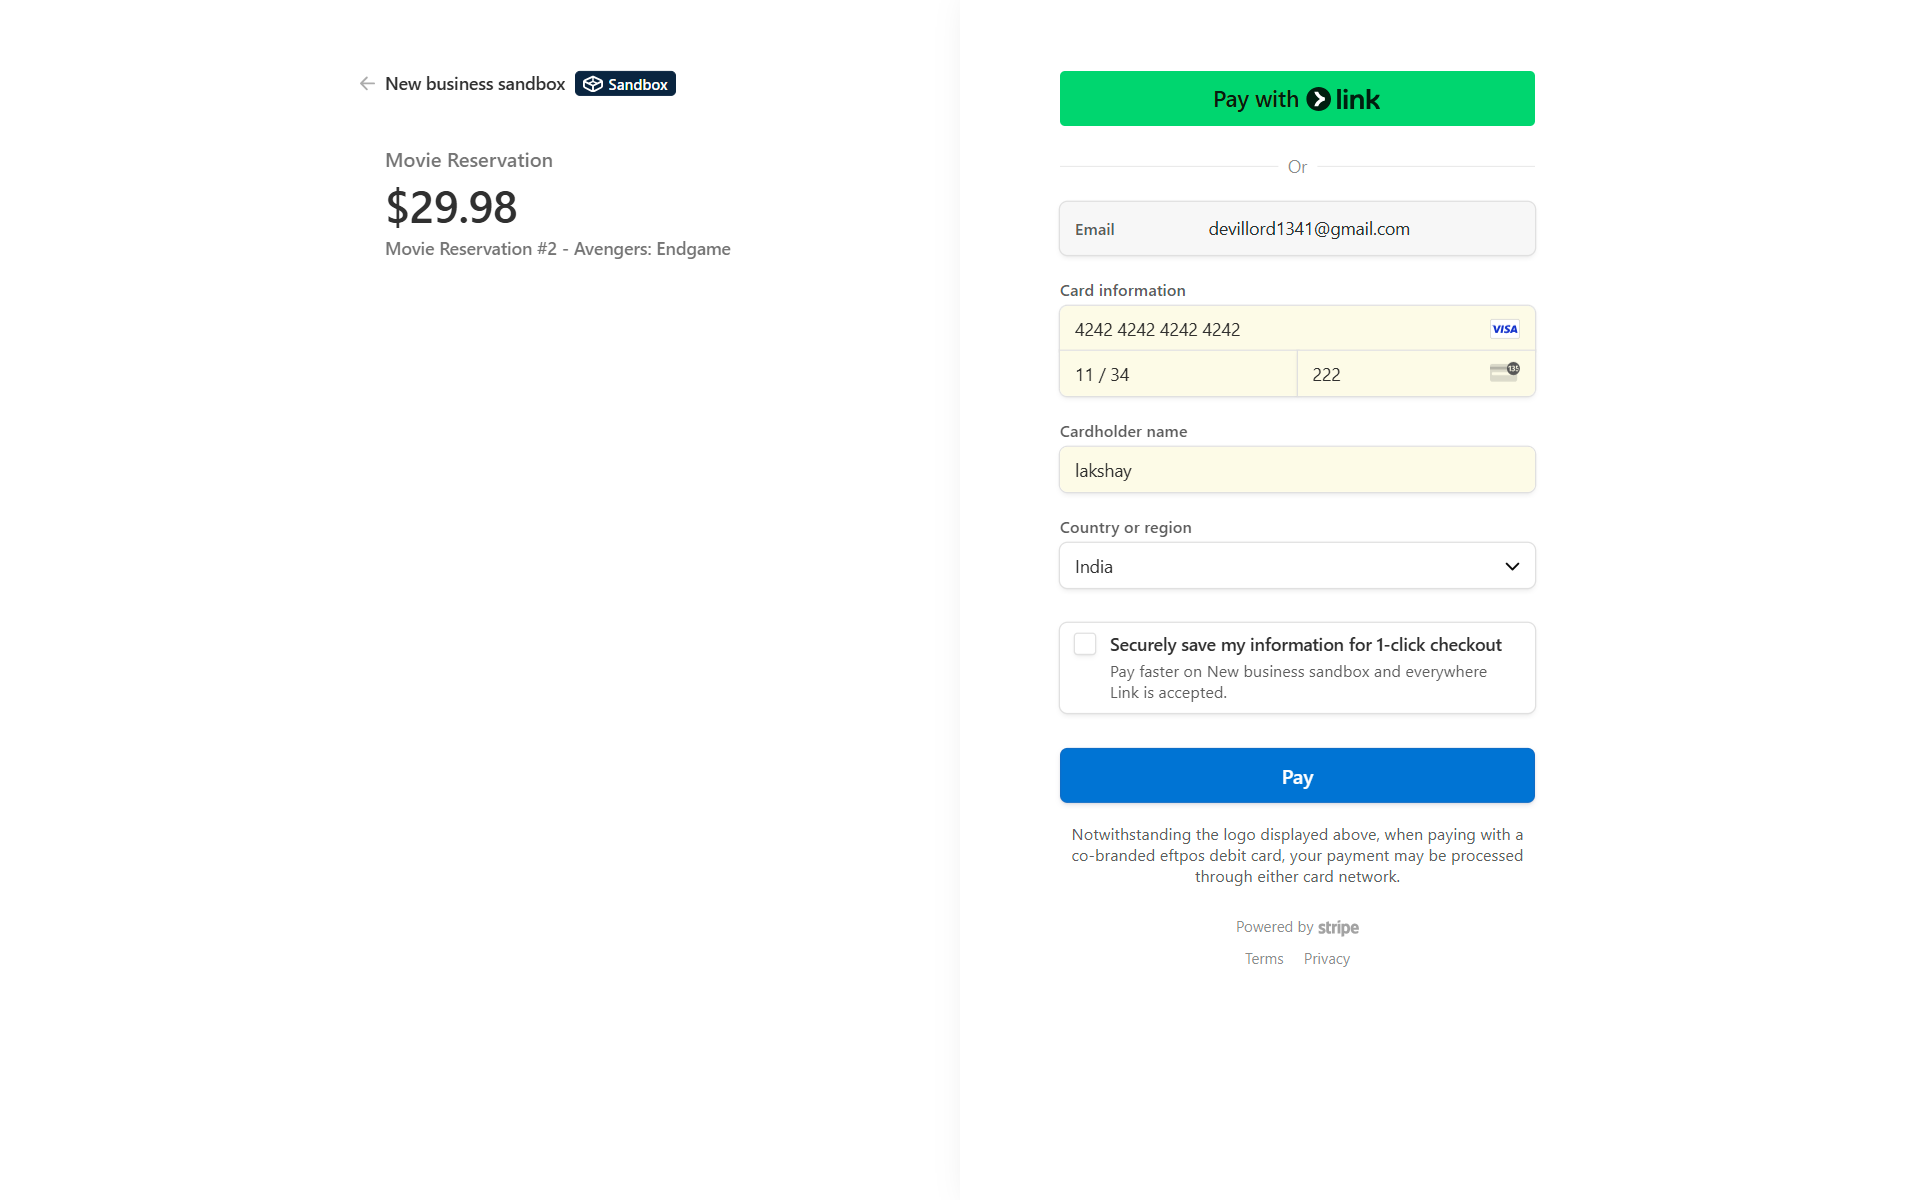 New business sandbox Sandbox
Movie Reservation
$29.98
Movie Reservation #2 - Avengers: Endgame
Pay with link
Or
Email devillord1341@gmail.com
Card information
4242 4242 4242 4242 VISA
11 / 34 222 135
Cardholder name
lakshay
Country or region
India
Securely save my information for 1-click checkout
Pay faster on New business sandbox and everywhere
Link is accepted.
Pay
Notwithstanding the logo displayed above, when paying with a
co-branded eftpos debit card, your payment may be processed
through either card network.
Powered by stripe
Terms Privacy